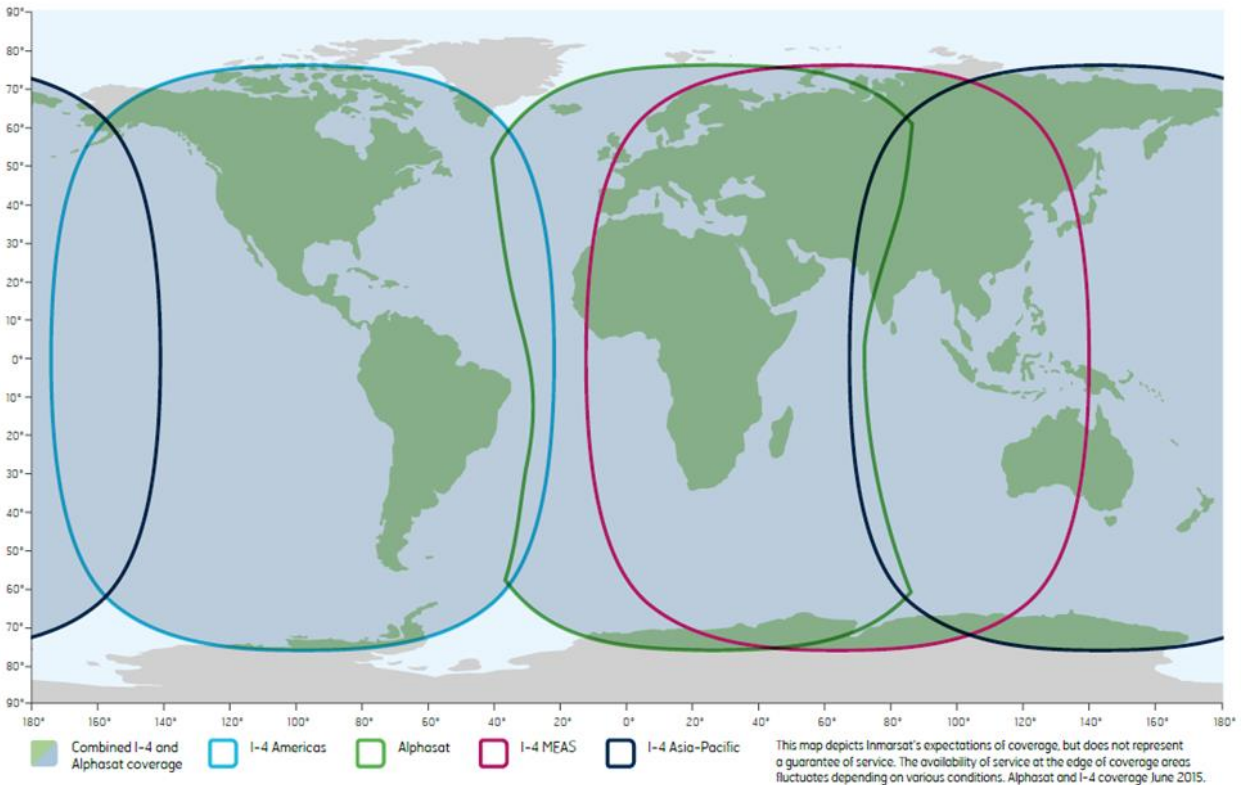 90°
80°
70°
60°
50°
40°
30°
20°
10°
0°
10°
20°
30°
40°
50°
60°
70°
80°
90°
180° 160° 140° 120° 100° 80° 60° 40° 20° 0° 20° 40° 60° 80° 100° 120° 140° 160° 180°
Combined I-4 and
Alphasat coverage
I-4 Americas
Alphasat
I-4 MEAS
I-4 Asia-Pacific
This map depicts Inmarsat's expectations of coverage, but does not represent
a guarantee of service. The availability of service at the edge of coverage areas
fluctuates depending on various conditions. Alphasat and I-4 coverage June 2015.